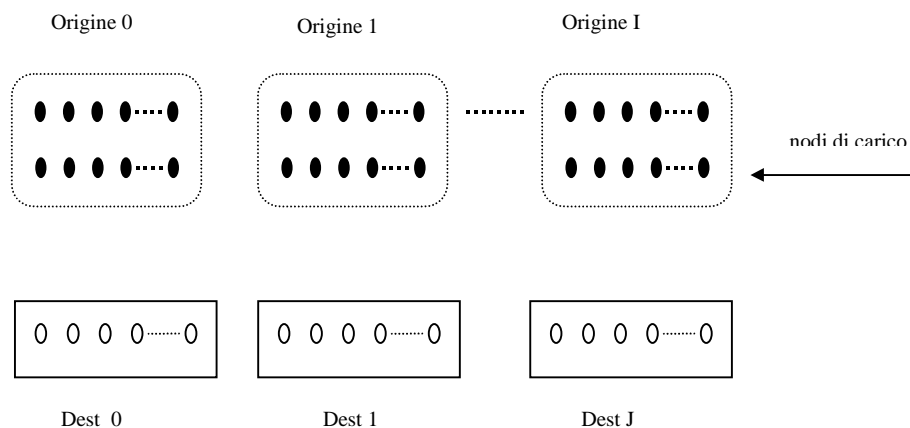 Origine 0
Origine 1
Origine I
nodi di carico
Dest 0
Dest 1
Dest J